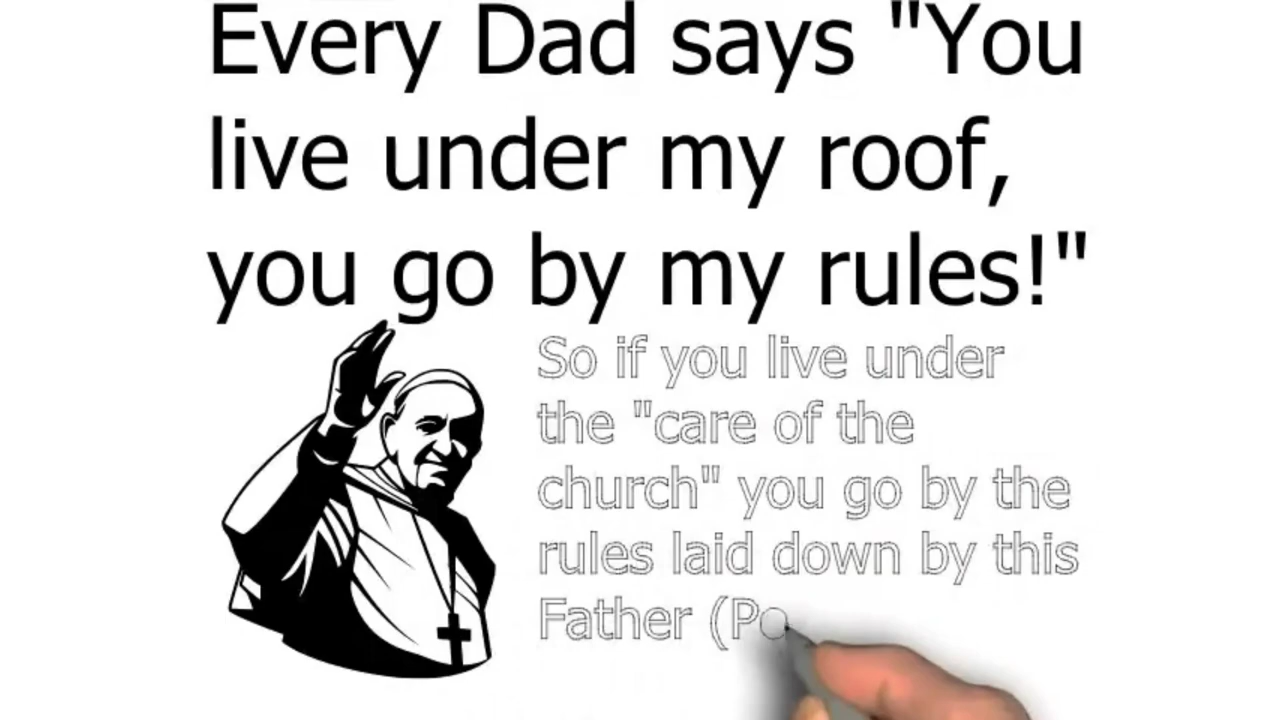 Every Dad says "You
live under my roof,
you go by my rules!"
So if you live under
the "care of the
church" you go by the
rules laid down by this
Father (Po